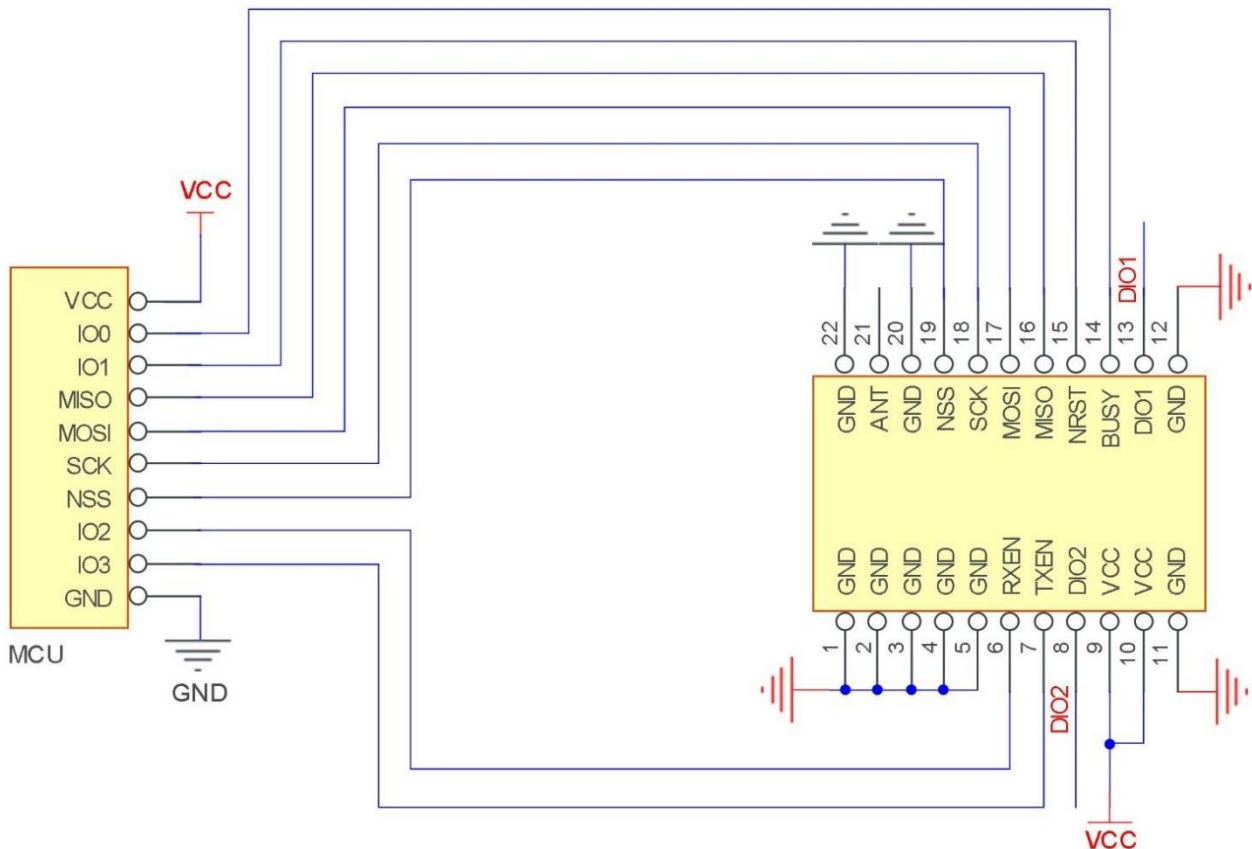 VCC
VCC
IO0
IO1
MISO
MOSI
SCK
NSS
IO2
IO3
GND
MCU
GND
DIO1
22 21 20 19 18 17 16 15 14 13 12
GND ANT GND NSS SCK MOSI MISO NRST BUSY DIO1 GND
GND GND GND GND GND RXEN TXEN DIO2 VCC VCC GND
1 2 3 4 5 6 7 8 9 10 11
DIO2
VCC